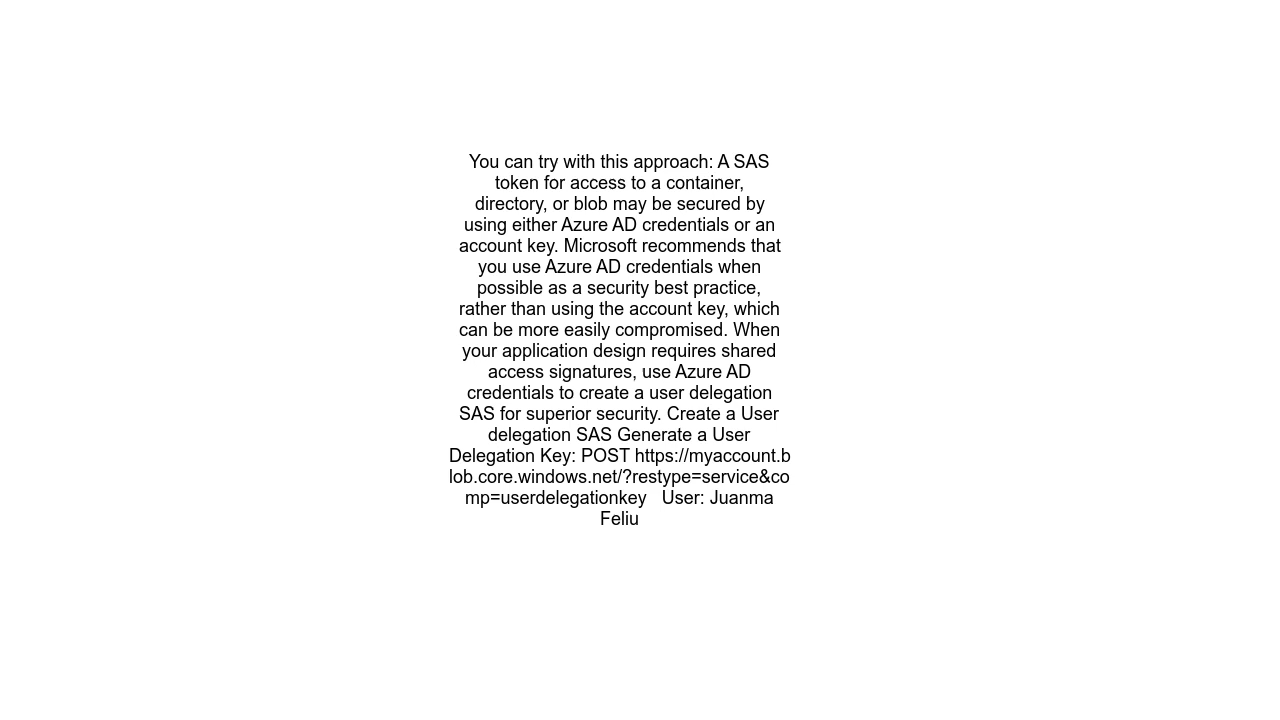 You can try with this approach: A SAS
token for access to a container,
directory, or blob may be secured by
using either Azure AD credentials or an
account key. Microsoft recommends that
you use Azure AD credentials when
possible as a security best practice,
rather than using the account key, which
can be more easily compromised. When
your application design requires shared
access signatures, use Azure AD
credentials to create a user delegation
SAS for superior security. Create a User
delegation SAS Generate a User
Delegation Key: POST https://myaccount.b
lob.core.windows.net/?restype=service&co
mp=userdelegationkey   User: Juanma
Feliu